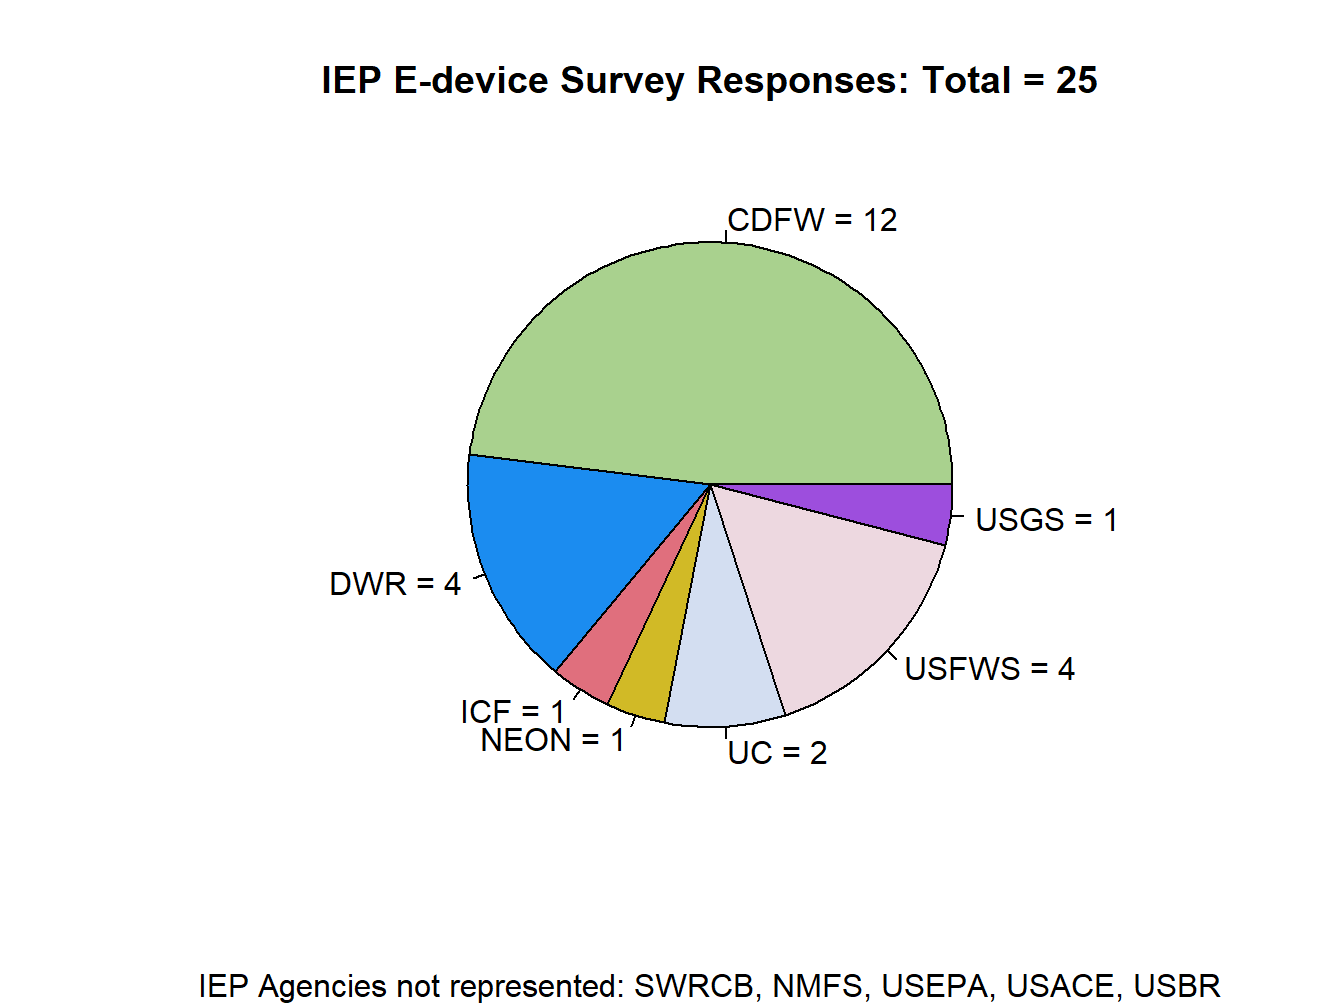 IEP E-device Survey Responses: Total = 25
CDFW = 12
USGS = 1
DWR = 4
USFWS = 4
ICF = 1
NEON = 1
UC = 2
IEP Agencies not represented: SWRCB, NMFS, USEPA, USACE, USBR